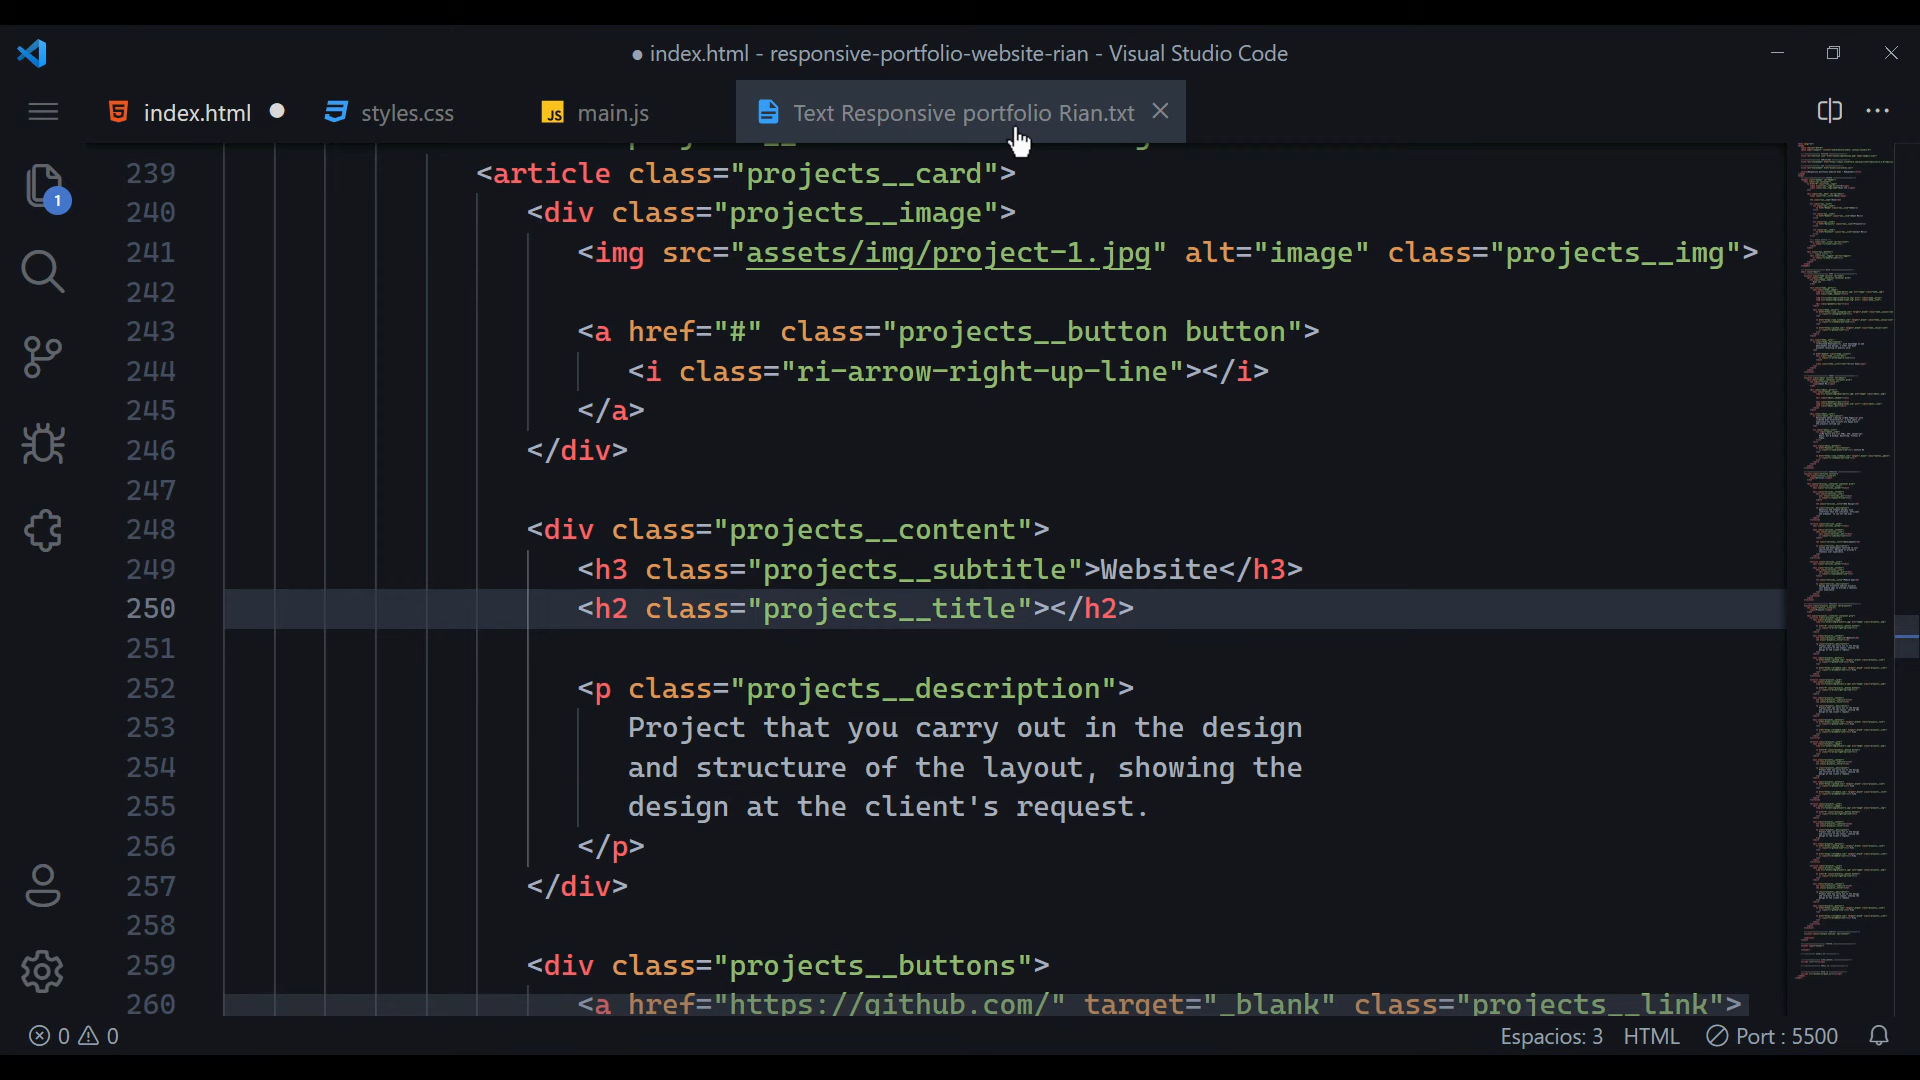 ● index.html - responsive-portfolio-website-rian - Visual Studio Code
index.html ● styles.css JS main.js Text Responsive portfolio Rian.txt
1
239 <article class="projects__card">
240 <div class="projects__image">
241 <img src="assets/img/project-1.jpg" alt="image" class="projects__img">
242
243 <a href="#" class="projects__button button">
244 <i class="ri-arrow-right-up-line"></i>
245 </a>
246 </div>
247
248 <div class="projects__content">
249 <h3 class="projects__subtitle">Website</h3>
250 <h2 class="projects__title"></h2>
251
252 <p class="projects__description">
253 Project that you carry out in the design
254 and structure of the layout, showing the
255 design at the client's request.
256 </p>
257 </div>
258
259 <div class="projects__buttons">
260 <a href="https://github.com/" target="_blank" class="projects__link">
0 0 Espacios: 3 HTML Port : 5500